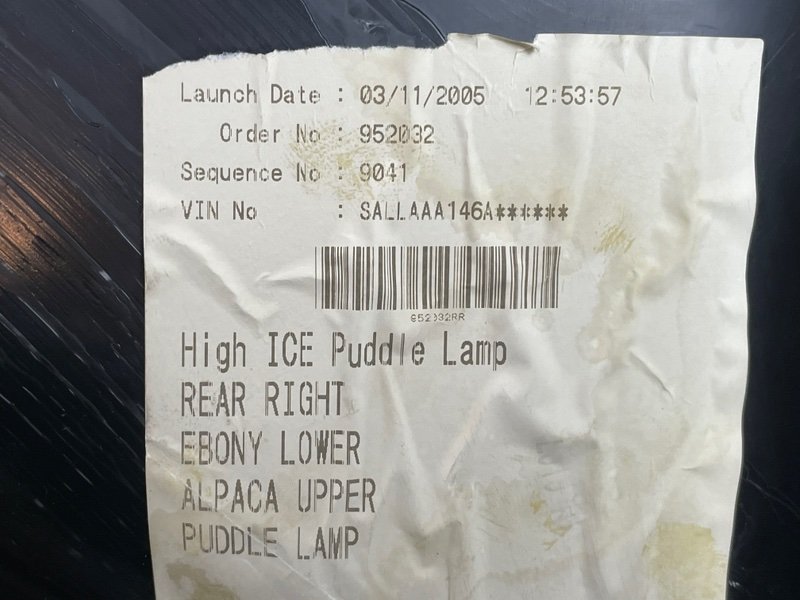 Launch Date : 03/11/2005 12:53:57
Order No : 952032
Sequence No : 9041
VIN No : SALLAAA146A******
952032RR
High ICE Puddle Lamp
REAR RIGHT
EBONY LOWER
ALPACA UPPER
PUDDLE LAMP